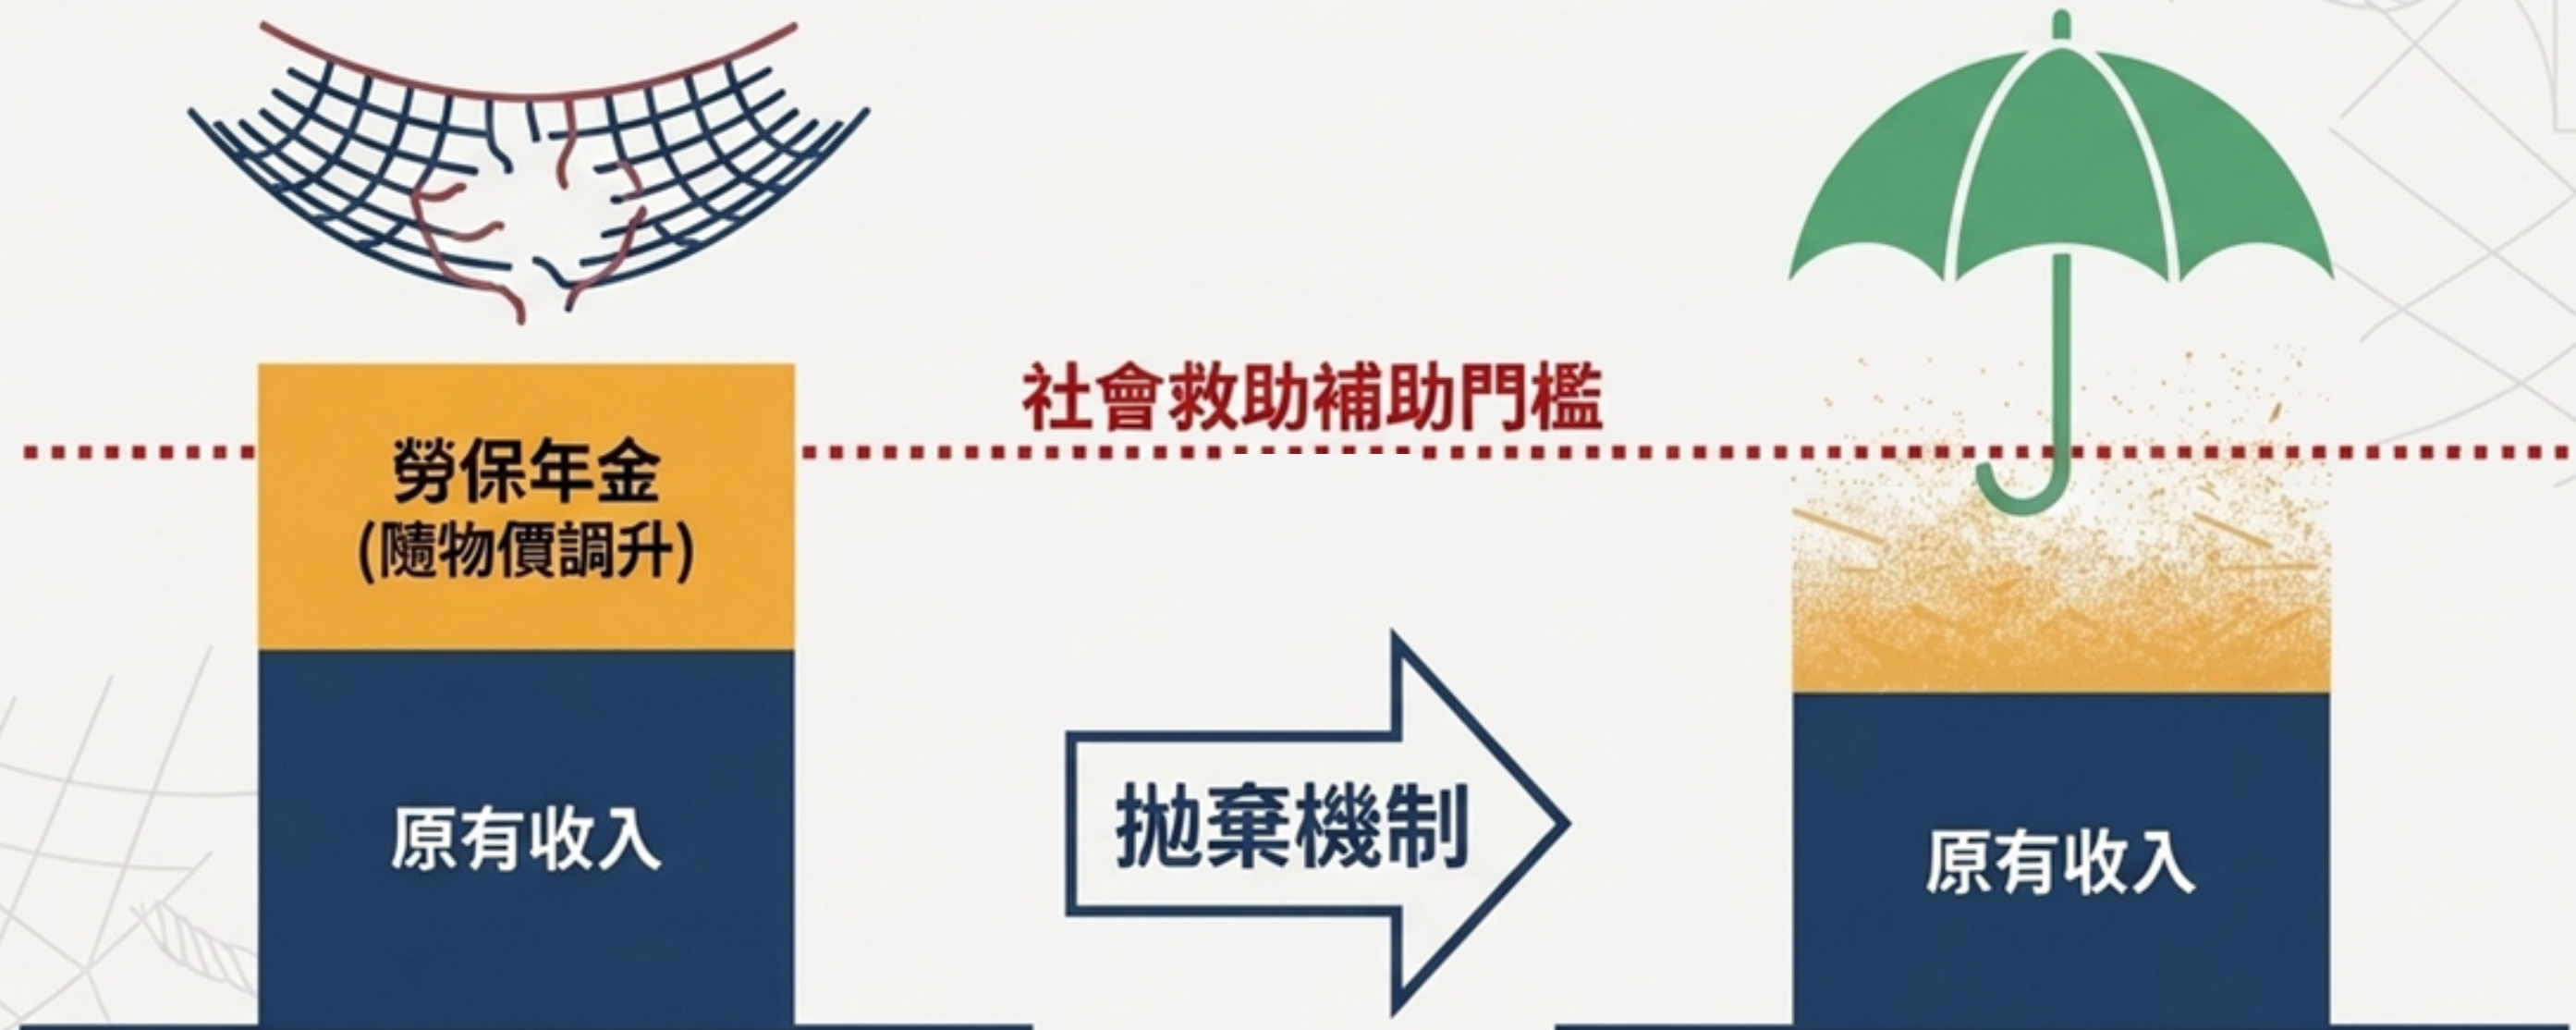 社會救助補助門檻
勞保年金
(隨物價調升)
原有收入
拋棄機制
原有收入